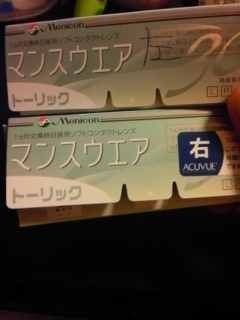 Menicon
1ヵ月交換終日装用ソフトコンタクトレンズ
マンスウエア
左
トーリック
L R
Menicon
1ヵ月交換終日装用ソフトコンタクトレンズ
マンスウエア
右
ACUVUE
トーリック
L